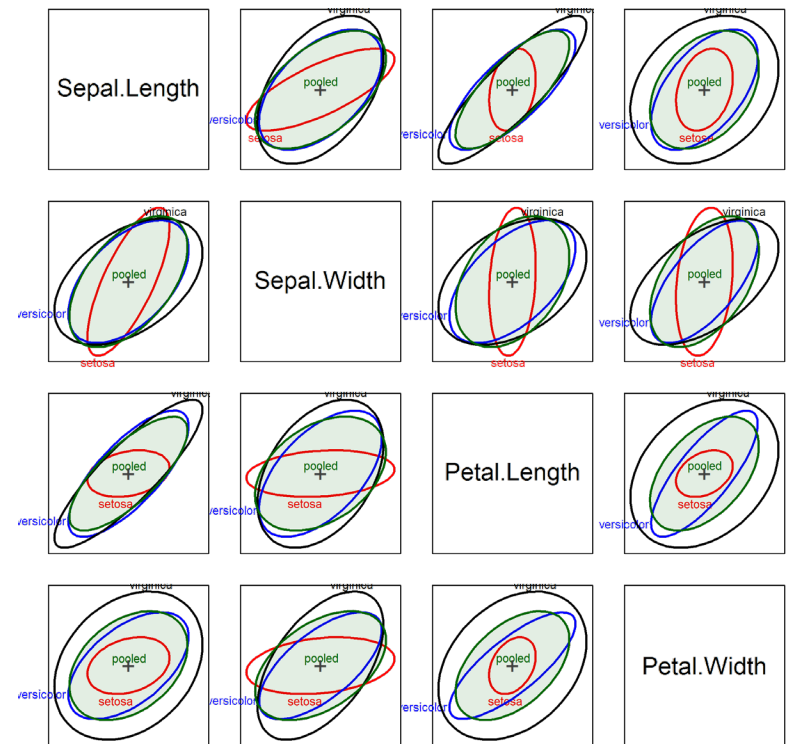 virginica virginica virginica
Sepal.Length pooled pooled pooled
versicolor versicolor versicolor
setosa setosa setosa
virginica virginica virginica
pooled Sepal.Width pooled pooled
versicolor versicolor versicolor
setosa setosa setosa
virginica virginica virginica
pooled pooled Petal.Length pooled
setosa setosa setosa
versicolor versicolor versicolor
virginica virginica virginica
pooled pooled pooled Petal.Width
versicolor versicolor versicolor
setosa setosa setosa